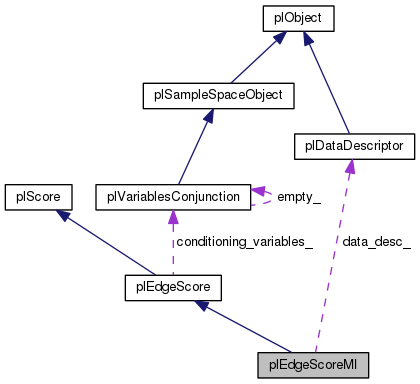 plObject
plSampleSpaceObject
plDataDescriptor
plScore
plVariablesConjunction
empty_
conditioning_variables_
data_desc_
plEdgeScore
plEdgeScoreMI